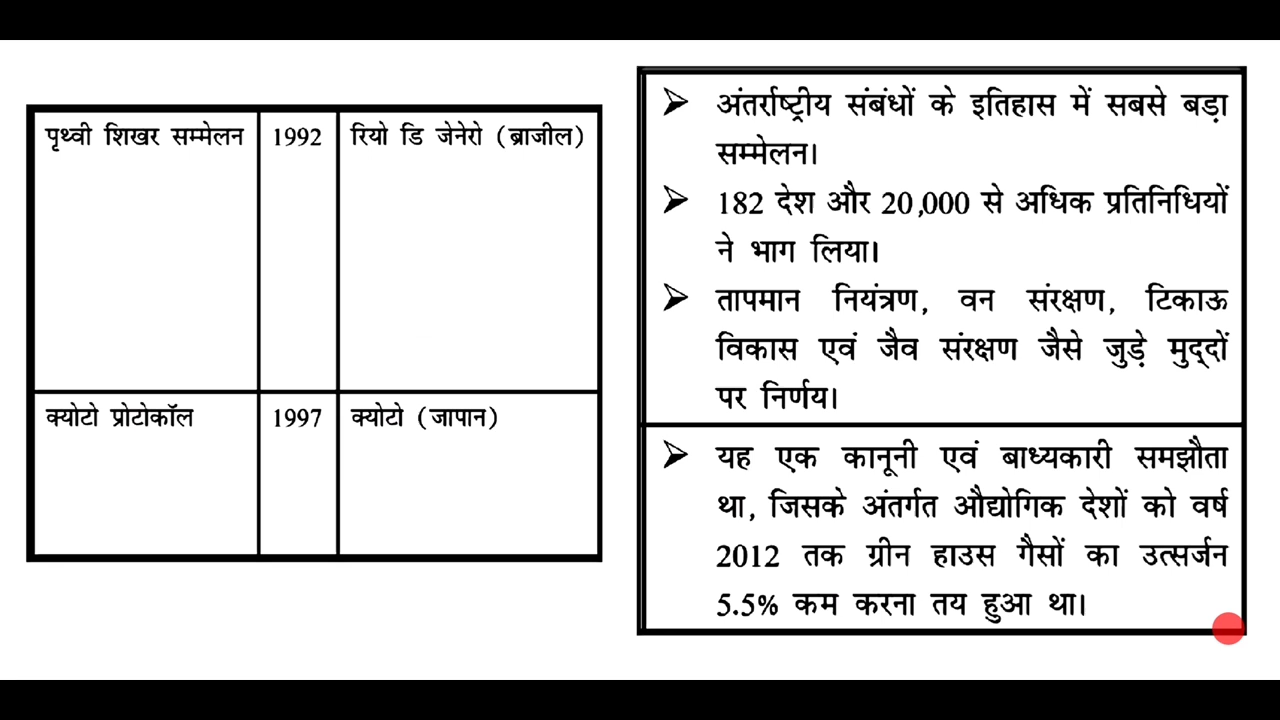 पृथ्वी शिखर सम्मेलन 1992 रियो डि जेनेरो (ब्राजील)
क्योटो प्रोटोकॉल 1997 क्योटो (जापान)
➢ अंतर्राष्ट्रीय संबंधों के इतिहास में सबसे बड़ा
सम्मेलन।
➢ 182 देश और 20,000 से अधिक प्रतिनिधियों
ने भाग लिया।
➢ तापमान नियंत्रण, वन संरक्षण, टिकाऊ
विकास एवं जैव संरक्षण जैसे जुड़े मुद्दों
पर निर्णय।
➢ यह एक कानूनी एवं बाध्यकारी समझौता
था, जिसके अंतर्गत औद्योगिक देशों को वर्ष
2012 तक ग्रीन हाउस गैसों का उत्सर्जन
5.5% कम करना तय हुआ था।